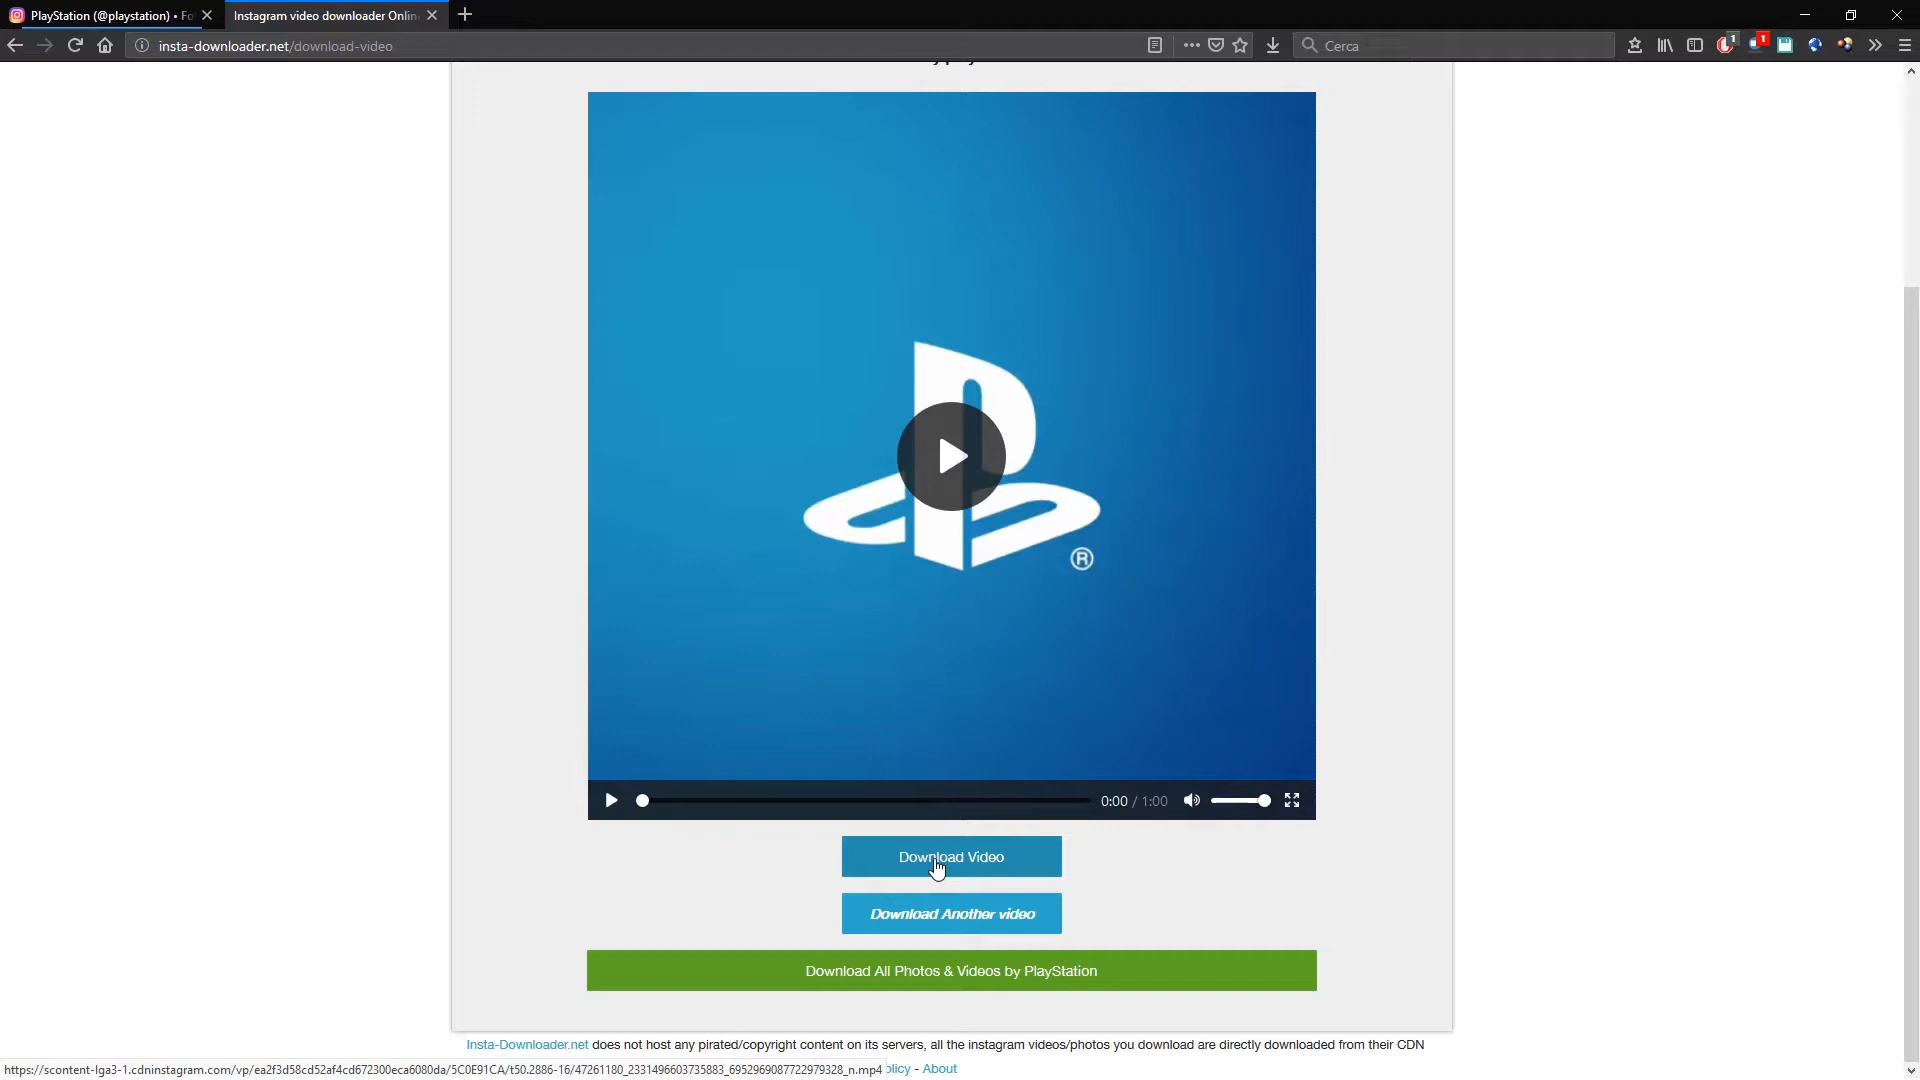 PlayStation (@playstation) • Fo
Instagram video downloader Onlin
insta-downloader.net/download-video
Cerca
1
1
®
0:00 / 1:00
Download Video
Download Another video
Download All Photos & Videos by PlayStation
Insta-Downloader.net does not host any pirated/copyright content on its servers, all the instagram videos/photos you download are directly downloaded from their CDN
https://scontent-lga3-1.cdninstagram.com/vp/ea2f3d58cd52af4cd672300eca6080da/5C0E91CA/t50.2886-16/47261180_2331496603735883_6952969087722979328_n.mp4 olicy - About